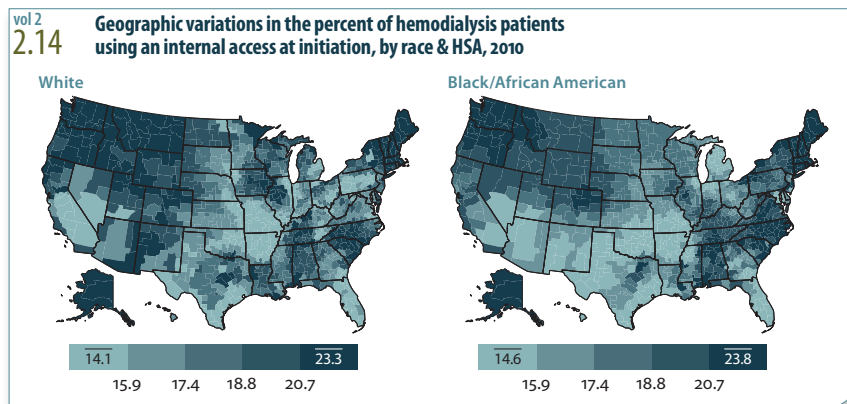 vol 2
2.14
Geographic variations in the percent of hemodialysis patients
using an internal access at initiation, by race & HSA, 2010
White
Black/African American
14.1 23.3
15.9 17.4 18.8 20.7
14.6 23.8
15.9 17.4 18.8 20.7